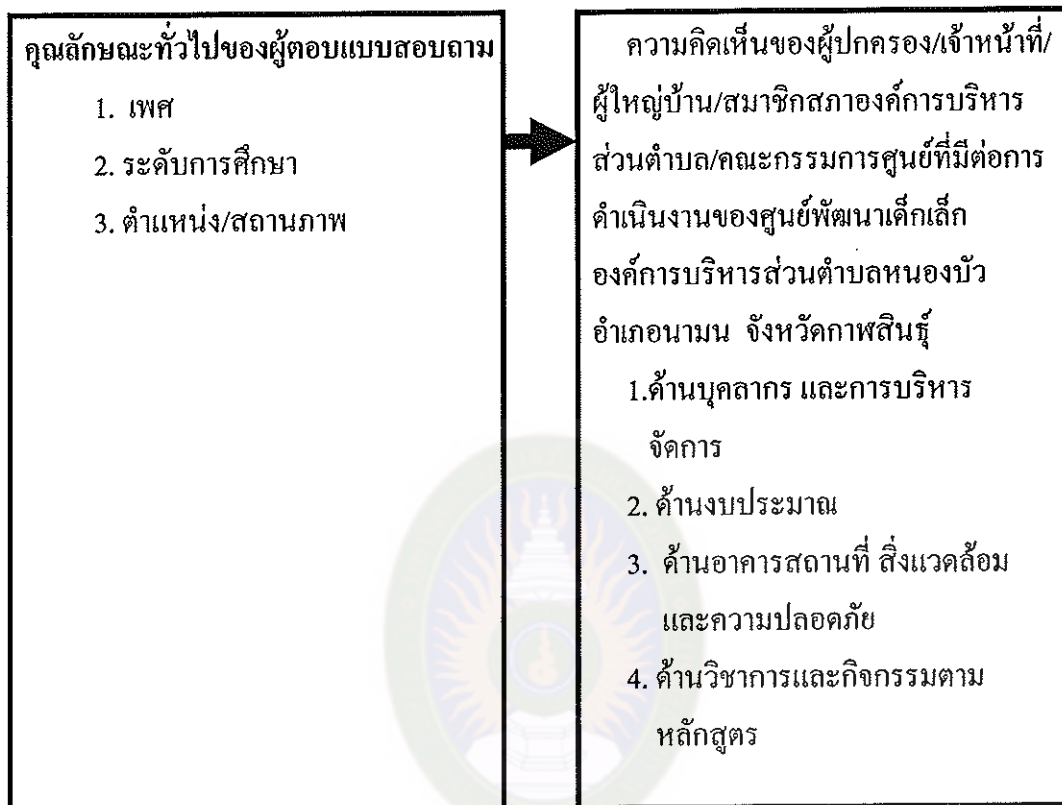 คุณลักษณะทั่วไปของผู้ตอบแบบสอบถาม
1. เพศ
2. ระดับการศึกษา
3. ตำแหน่ง/สถานภาพ
ความคิดเห็นของผู้ปกครอง/เจ้าหน้าที่/
ผู้ใหญ่บ้าน/สมาชิกสภาองค์การบริหาร
ส่วนตำบล/คณะกรรมการศูนย์ที่มีต่อการ
ดำเนินงานของศูนย์พัฒนาเด็กเล็ก
องค์การบริหารส่วนตำบลหนองบัว
อำเภอนามน จังหวัดกาฬสินธุ์
1.ด้านบุคลากร และการบริหาร
จัดการ
2. ด้านงบประมาณ
3. ด้านอาคารสถานที่ สิ่งแวดล้อม
และความปลอดภัย
4. ด้านวิชาการและกิจกรรมตาม
หลักสูตร